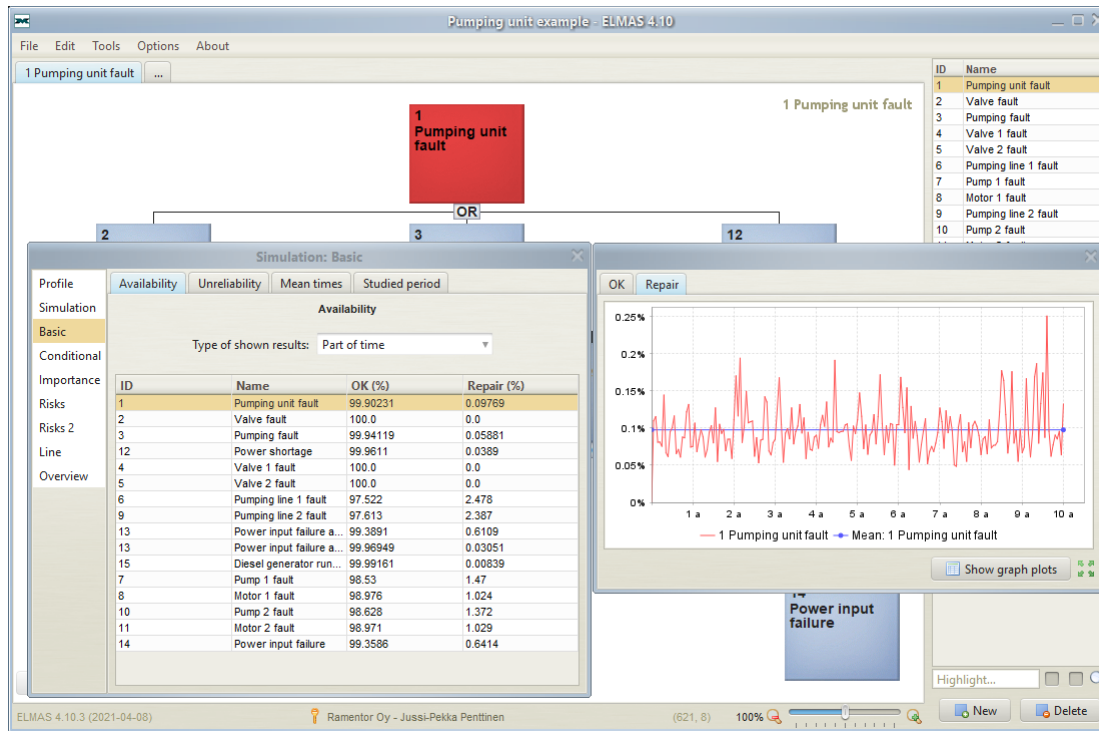 Pumping unit example - ELMAS 4.10
File Edit Tools Options About
1 Pumping unit fault ...
1 Pumping unit fault
1
Pumping unit
fault
OR
2 3 12
ID Name
1 Pumping unit fault
2 Valve fault
3 Pumping fault
4 Valve 1 fault
5 Valve 2 fault
6 Pumping line 1 fault
7 Pump 1 fault
8 Motor 1 fault
9 Pumping line 2 fault
10 Pump 2 fault
Simulation: Basic
Profile
Simulation
Basic
Conditional
Importance
Risks
Risks 2
Line
Overview
Availability Unreliability Mean times Studied period
Availability
Type of shown results: Part of time
ID Name OK (%) Repair (%)
1 Pumping unit fault 99.90231 0.09769
2 Valve fault 100.0 0.0
3 Pumping fault 99.94119 0.05881
12 Power shortage 99.9611 0.0389
4 Valve 1 fault 100.0 0.0
5 Valve 2 fault 100.0 0.0
6 Pumping line 1 fault 97.522 2.478
9 Pumping line 2 fault 97.613 2.387
13 Power input failure a... 99.3891 0.6109
13 Power input failure a... 99.96949 0.03051
15 Diesel generator run... 99.99161 0.00839
7 Pump 1 fault 98.53 1.47
8 Motor 1 fault 98.976 1.024
10 Pump 2 fault 98.628 1.372
11 Motor 2 fault 98.971 1.029
14 Power input failure 99.3586 0.6414
OK Repair
0.25%
0.2%
0.15%
0.1%
0.05%
0%
1 a 2 a 3 a 4 a 5 a 6 a 7 a 8 a 9 a 10 a
1 Pumping unit fault Mean: 1 Pumping unit fault
Show graph plots
14
Power input
failure
Highlight...
New Delete
ELMAS 4.10.3 (2021-04-08) Ramentor Oy - Jussi-Pekka Penttinen (621, 8) 100%